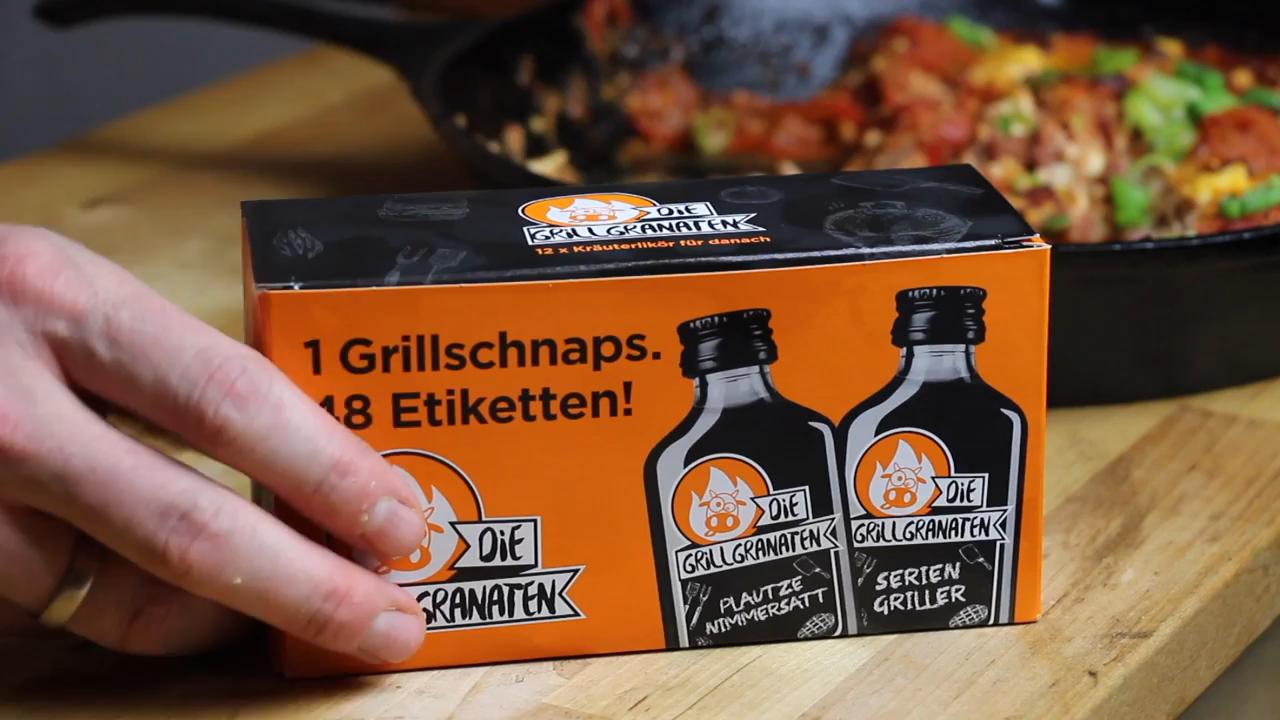 DIE
GRILLGRANATEN
12 x Kräuterlikör für danach
1 Grillschnaps.
48 Etiketten!
DIE
GRANATEN
DIE
GRILLGRANATEN
PLAUTZE
NIMMERSATT
DIE
GRILLGRANATEN
SERIEN
GRILLER